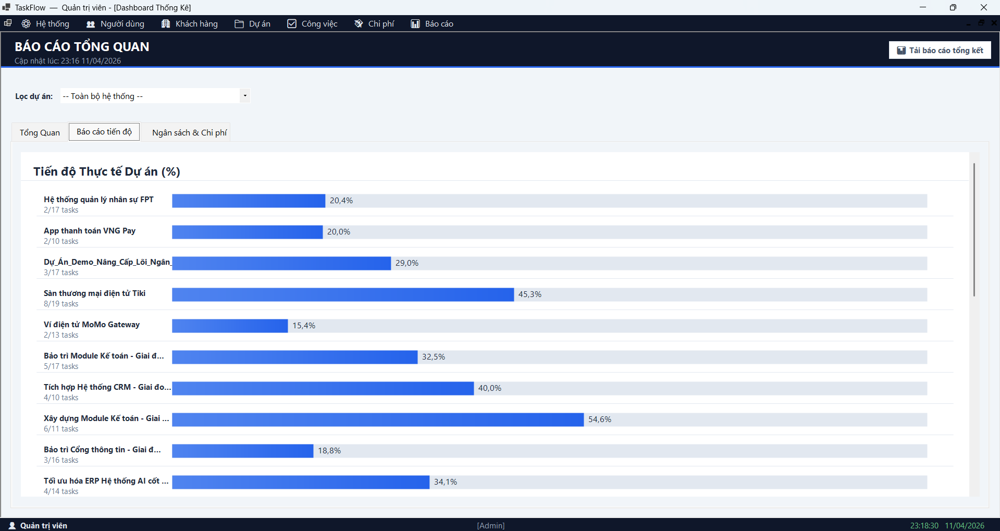 TaskFlow — Quản trị viên - [Dashboard Thống Kê]
Hệ thống Người dùng Khách hàng Dự án Công việc Chi phí Báo cáo
BÁO CÁO TỔNG QUAN
Cập nhật lúc: 23:16 11/04/2026
Tải báo cáo tổng kết
Lọc dự án: -- Toàn bộ hệ thống --
Tổng Quan Báo cáo tiến độ Ngân sách & Chi phí
Tiến độ Thực tế Dự án (%)
Hệ thống quản lý nhân sự FPT
2/17 tasks
20,4%
App thanh toán VNG Pay
2/10 tasks
20,0%
Dự_Án_Demo_Nâng_Cấp_Lõi_Ngân_
3/17 tasks
29,0%
Sàn thương mại điện tử Tiki
8/19 tasks
45,3%
Ví điện tử MoMo Gateway
2/13 tasks
15,4%
Bảo trì Module Kế toán - Giai đ...
5/17 tasks
32,5%
Tích hợp Hệ thống CRM - Giai đo...
4/10 tasks
40,0%
Xây dựng Module Kế toán - Giai ...
6/11 tasks
54,6%
Bảo trì Cổng thông tin - Giai đ...
3/16 tasks
18,8%
Tối ưu hóa ERP Hệ thống AI cốt ...
4/14 tasks
34,1%
Quản trị viên [Admin] 23:18:30 11/04/2026